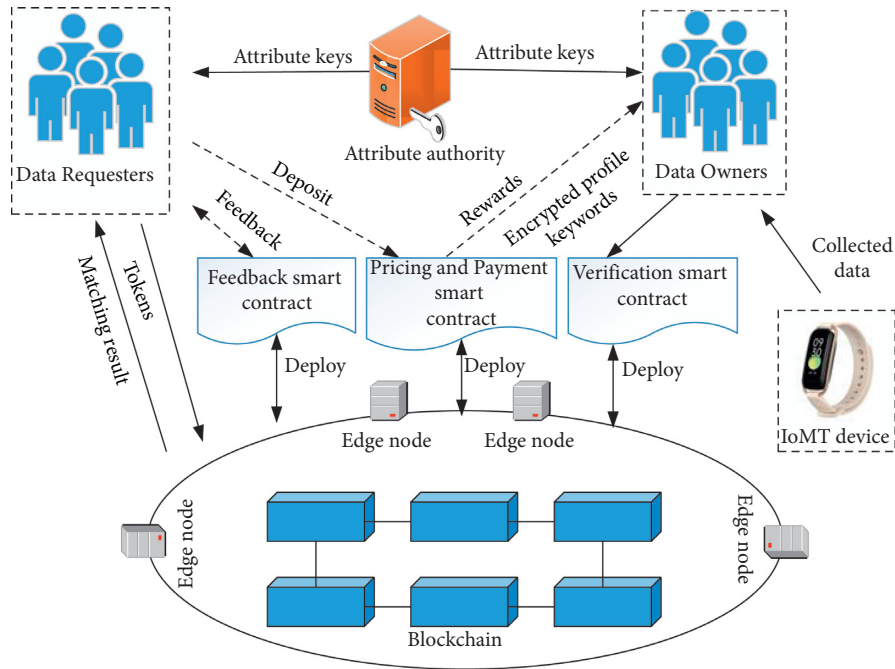 Attribute keys
Attribute keys
Attribute authority
Data Requesters
Data Owners
Deposit
Feedback
Rewards
Encrypted profile
keywords
Collected
data
Matching result
Tokens
Feedback smart
contract
Pricing and Payment
smart
contract
Verification smart
contract
Deploy
Deploy
Deploy
IoMT device
Edge node
Edge node
Edge node
Edge node
Blockchain